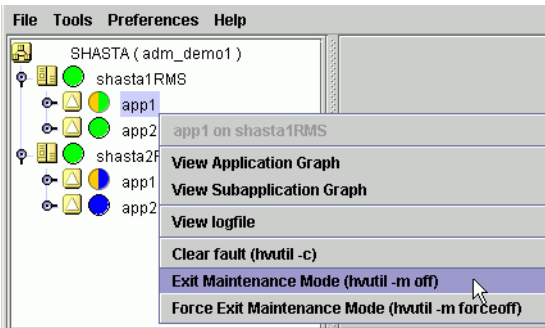 File Tools Preferences Help
SHASTA ( adm_demo1 )
shasta1RMS
app1
app2
app1 on shasta1RMS
View Application Graph
View Subapplication Graph
View logfile
Clear fault (hvutil -c)
Exit Maintenance Mode (hvutil -m off)
Force Exit Maintenance Mode (hvutil -m forceoff)
app1
app2